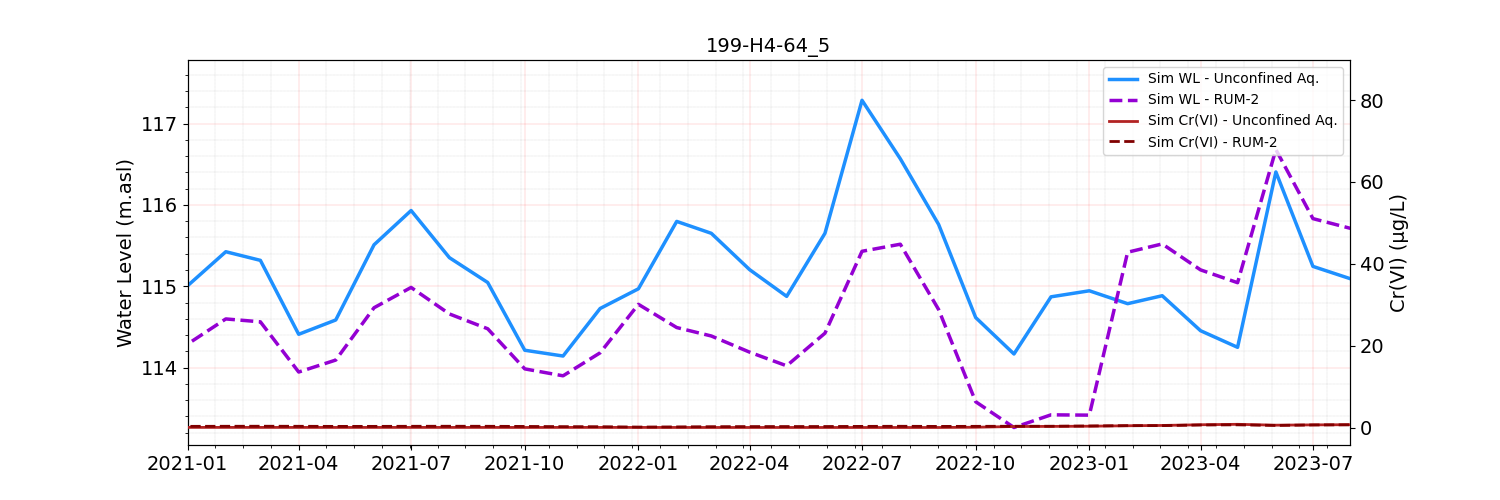 199-H4-64_5
Sim WL - Unconfined Aq.
Sim WL - RUM-2
Sim Cr(VI) - Unconfined Aq.
Sim Cr(VI) - RUM-2
Water Level (m.asl)
117
116
115
114
Cr(VI) (µg/L)
80
60
40
20
0
2021-01 2021-04 2021-07 2021-10 2022-01 2022-04 2022-07 2022-10 2023-01 2023-04 2023-07